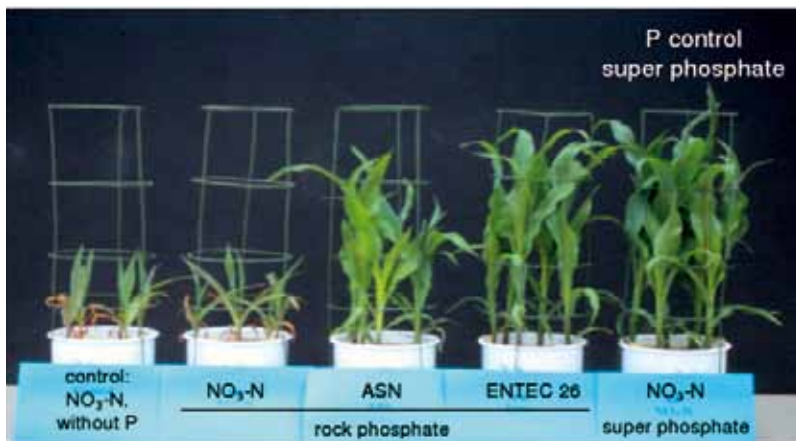 P control
super phosphate
control:
NO₃-N,
without P
NO₃-N
ASN
ENTEC 26
NO₃-N
rock phosphate
super phosphate